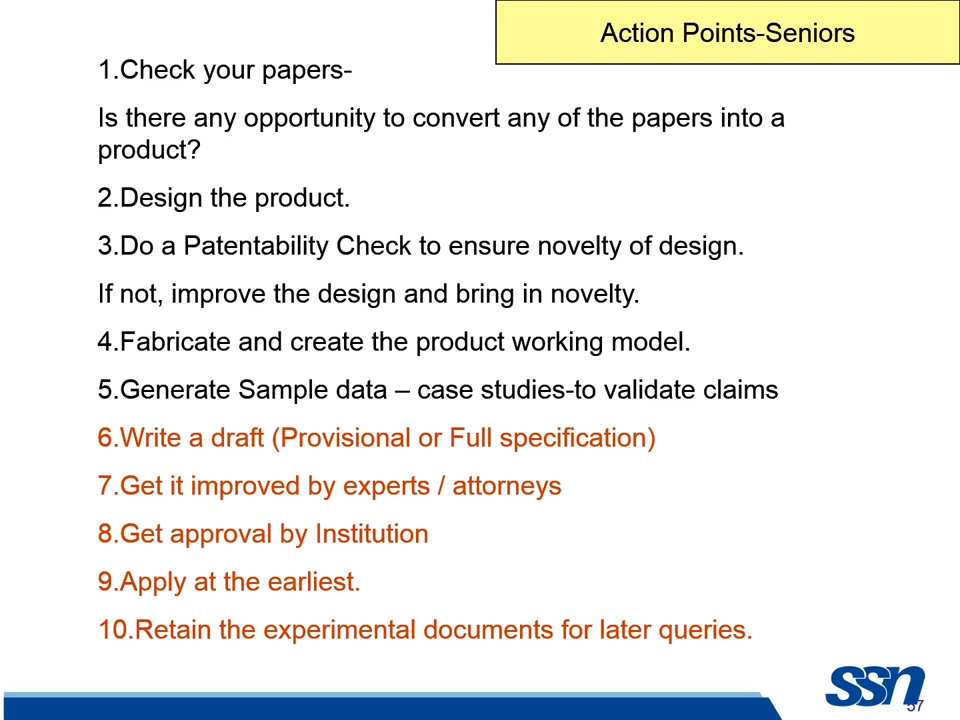 Action Points-Seniors
1.Check your papers-
Is there any opportunity to convert any of the papers into a
product?
2.Design the product.
3.Do a Patentability Check to ensure novelty of design.
If not, improve the design and bring in novelty.
4.Fabricate and create the product working model.
5.Generate Sample data – case studies-to validate claims
6.Write a draft (Provisional or Full specification)
7.Get it improved by experts / attorneys
8.Get approval by Institution
9.Apply at the earliest.
10.Retain the experimental documents for later queries.
ssn
57